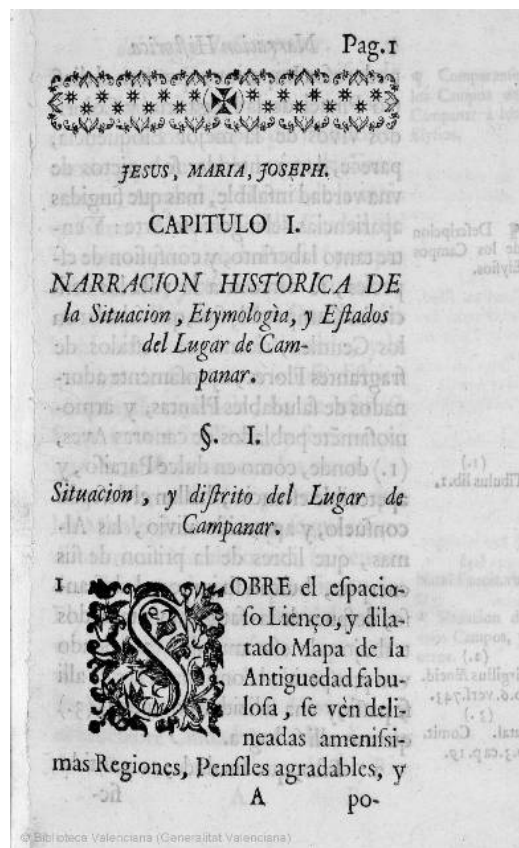 Pag.1
JESUS, MARIA, JOSEPH.
CAPITULO I.
NARRACION HISTORICA DE
la Situacion, Etymologìa, y Eſtados
del Lugar de Cam-
panar.
§. I.
Situacion, y diſtrito del Lugar de
Campanar.
1 SOBRE el eſpacio-
ſo Lienço, y dila-
tado Mapa de la
Antiguedad fabu-
loſa, ſe vèn deli-
neadas ameniſsi-
mas Regiones, Penſiles agradables, y
A po-
© Biblioteca Valenciana (Generalitat Valenciana)